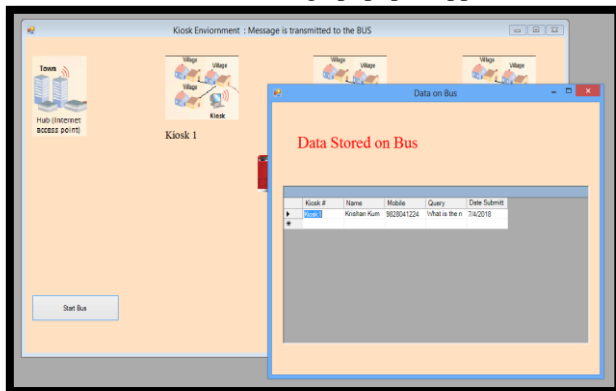 Kiosk Enviornment : Message is transmitted to the BUS
Town
Hub (Internet
access point)
Village
Village
Village
Kiosk
Kiosk 1
Village
Village
Village
Village
Data on Bus
Data Stored on Bus
Kiosk #
Name
Mobile
Query
Date Submitt
Kiosk1
Krishan Kum
9828041224
What is the n
7/4/2018
Start Bus